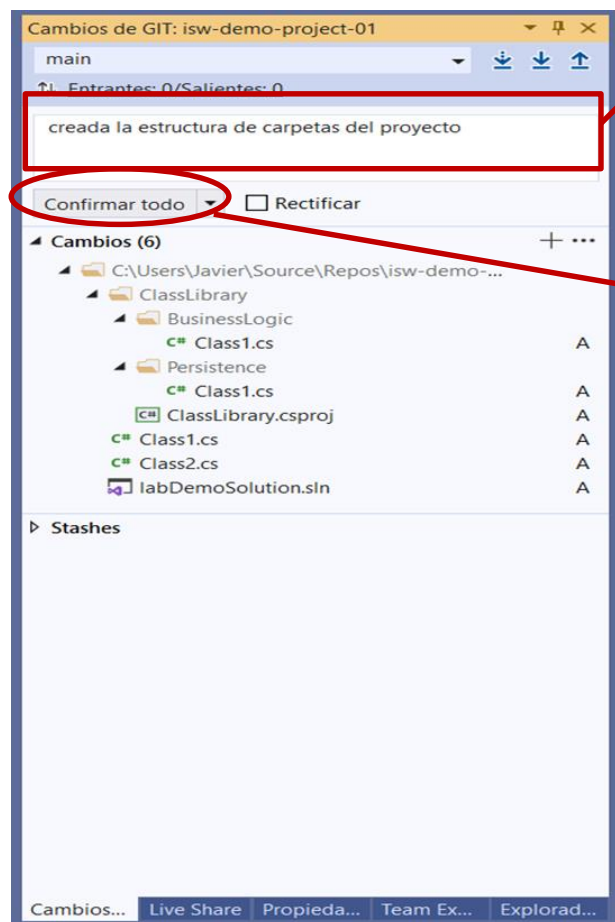 Cambios de GIT: isw-demo-project-01
main
Entrantes: 0/Salientes: 0
creada la estructura de carpetas del proyecto
Confirmar todo Rectificar
Cambios (6)
C:\Users\Javier\Source\Repos\isw-demo-...
ClassLibrary
BusinessLogic
C# Class1.cs A
Persistence
C# Class1.cs A
C# ClassLibrary.csproj A
C# Class1.cs A
C# Class2.cs A
labDemoSolution.sln A
Stashes
Cambios... Live Share Propieda... Team Ex... Explorad...